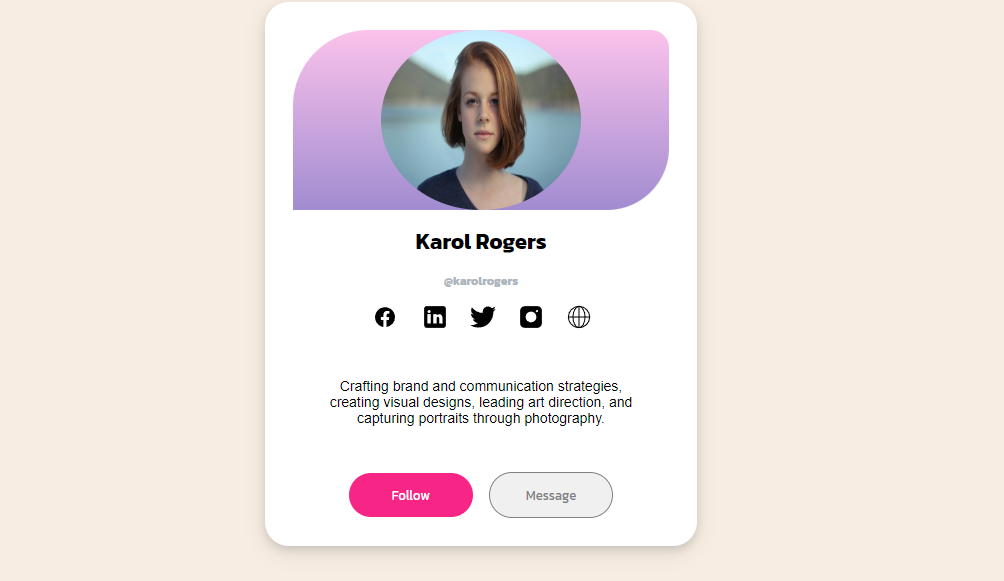 Karol Rogers
@karolrogers
Crafting brand and communication strategies,
creating visual designs, leading art direction, and
capturing portraits through photography.
Follow
Message